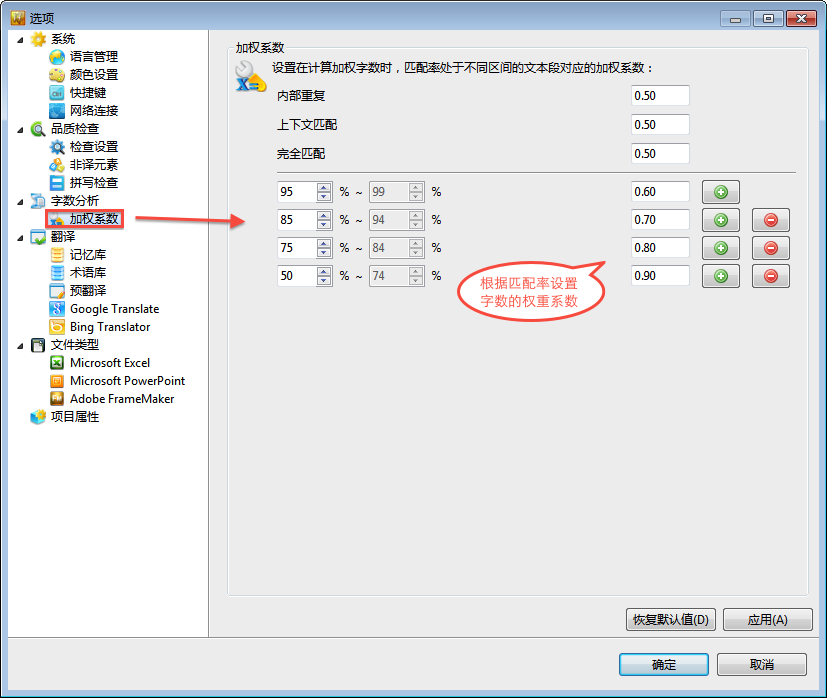 选项
系统
语言管理
颜色设置
快捷键
网络连接
品质检查
检查设置
非译元素
拼写检查
字数分析
加权系数
翻译
记忆库
术语库
预翻译
Google Translate
Bing Translator
文件类型
Microsoft Excel
Microsoft PowerPoint
Adobe FrameMaker
项目属性
加权系数
设置在计算加权字数时，匹配率处于不同区间的文本段对应的加权系数：
内部重复 0.50
上下文匹配 0.50
完全匹配 0.50
95 % ~ 99 % 0.60
85 % ~ 94 % 0.70
75 % ~ 84 % 0.80
50 % ~ 74 % 0.90
根据匹配率设置
字数的权重系数
恢复默认值(D) 应用(A)
确定 取消